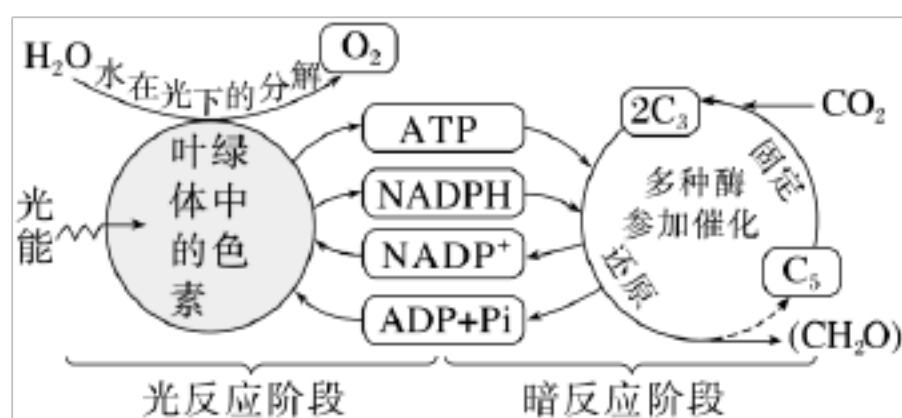 H₂O 水在光下的分解 O₂
光能
叶绿体中的色素
ATP
NADPH
NADP⁺
ADP+Pi
2C₃
CO₂
固定
多种酶
参加催化
还原
C₅
(CH₂O)
光反应阶段
暗反应阶段